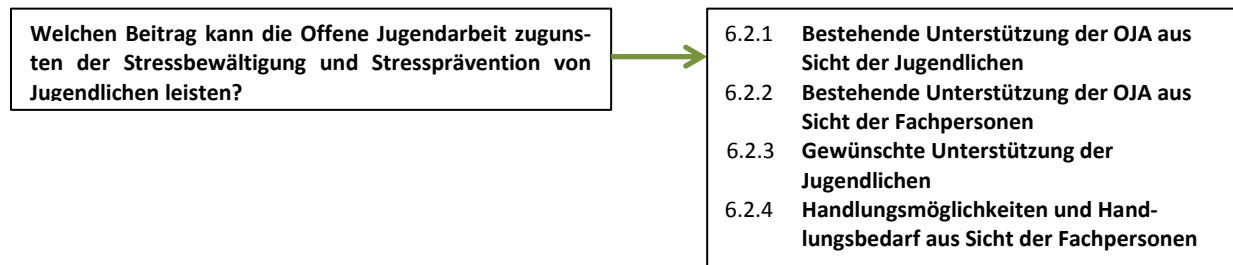 Welchen Beitrag kann die Offene Jugendarbeit zuguns-
ten der Stressbewältigung und Stressprävention von
Jugendlichen leisten?
6.2.1 Bestehende Unterstützung der OJA aus
Sicht der Jugendlichen
6.2.2 Bestehende Unterstützung der OJA aus
Sicht der Fachpersonen
6.2.3 Gewünschte Unterstützung der
Jugendlichen
6.2.4 Handlungsmöglichkeiten und Hand-
lungsbedarf aus Sicht der Fachpersonen